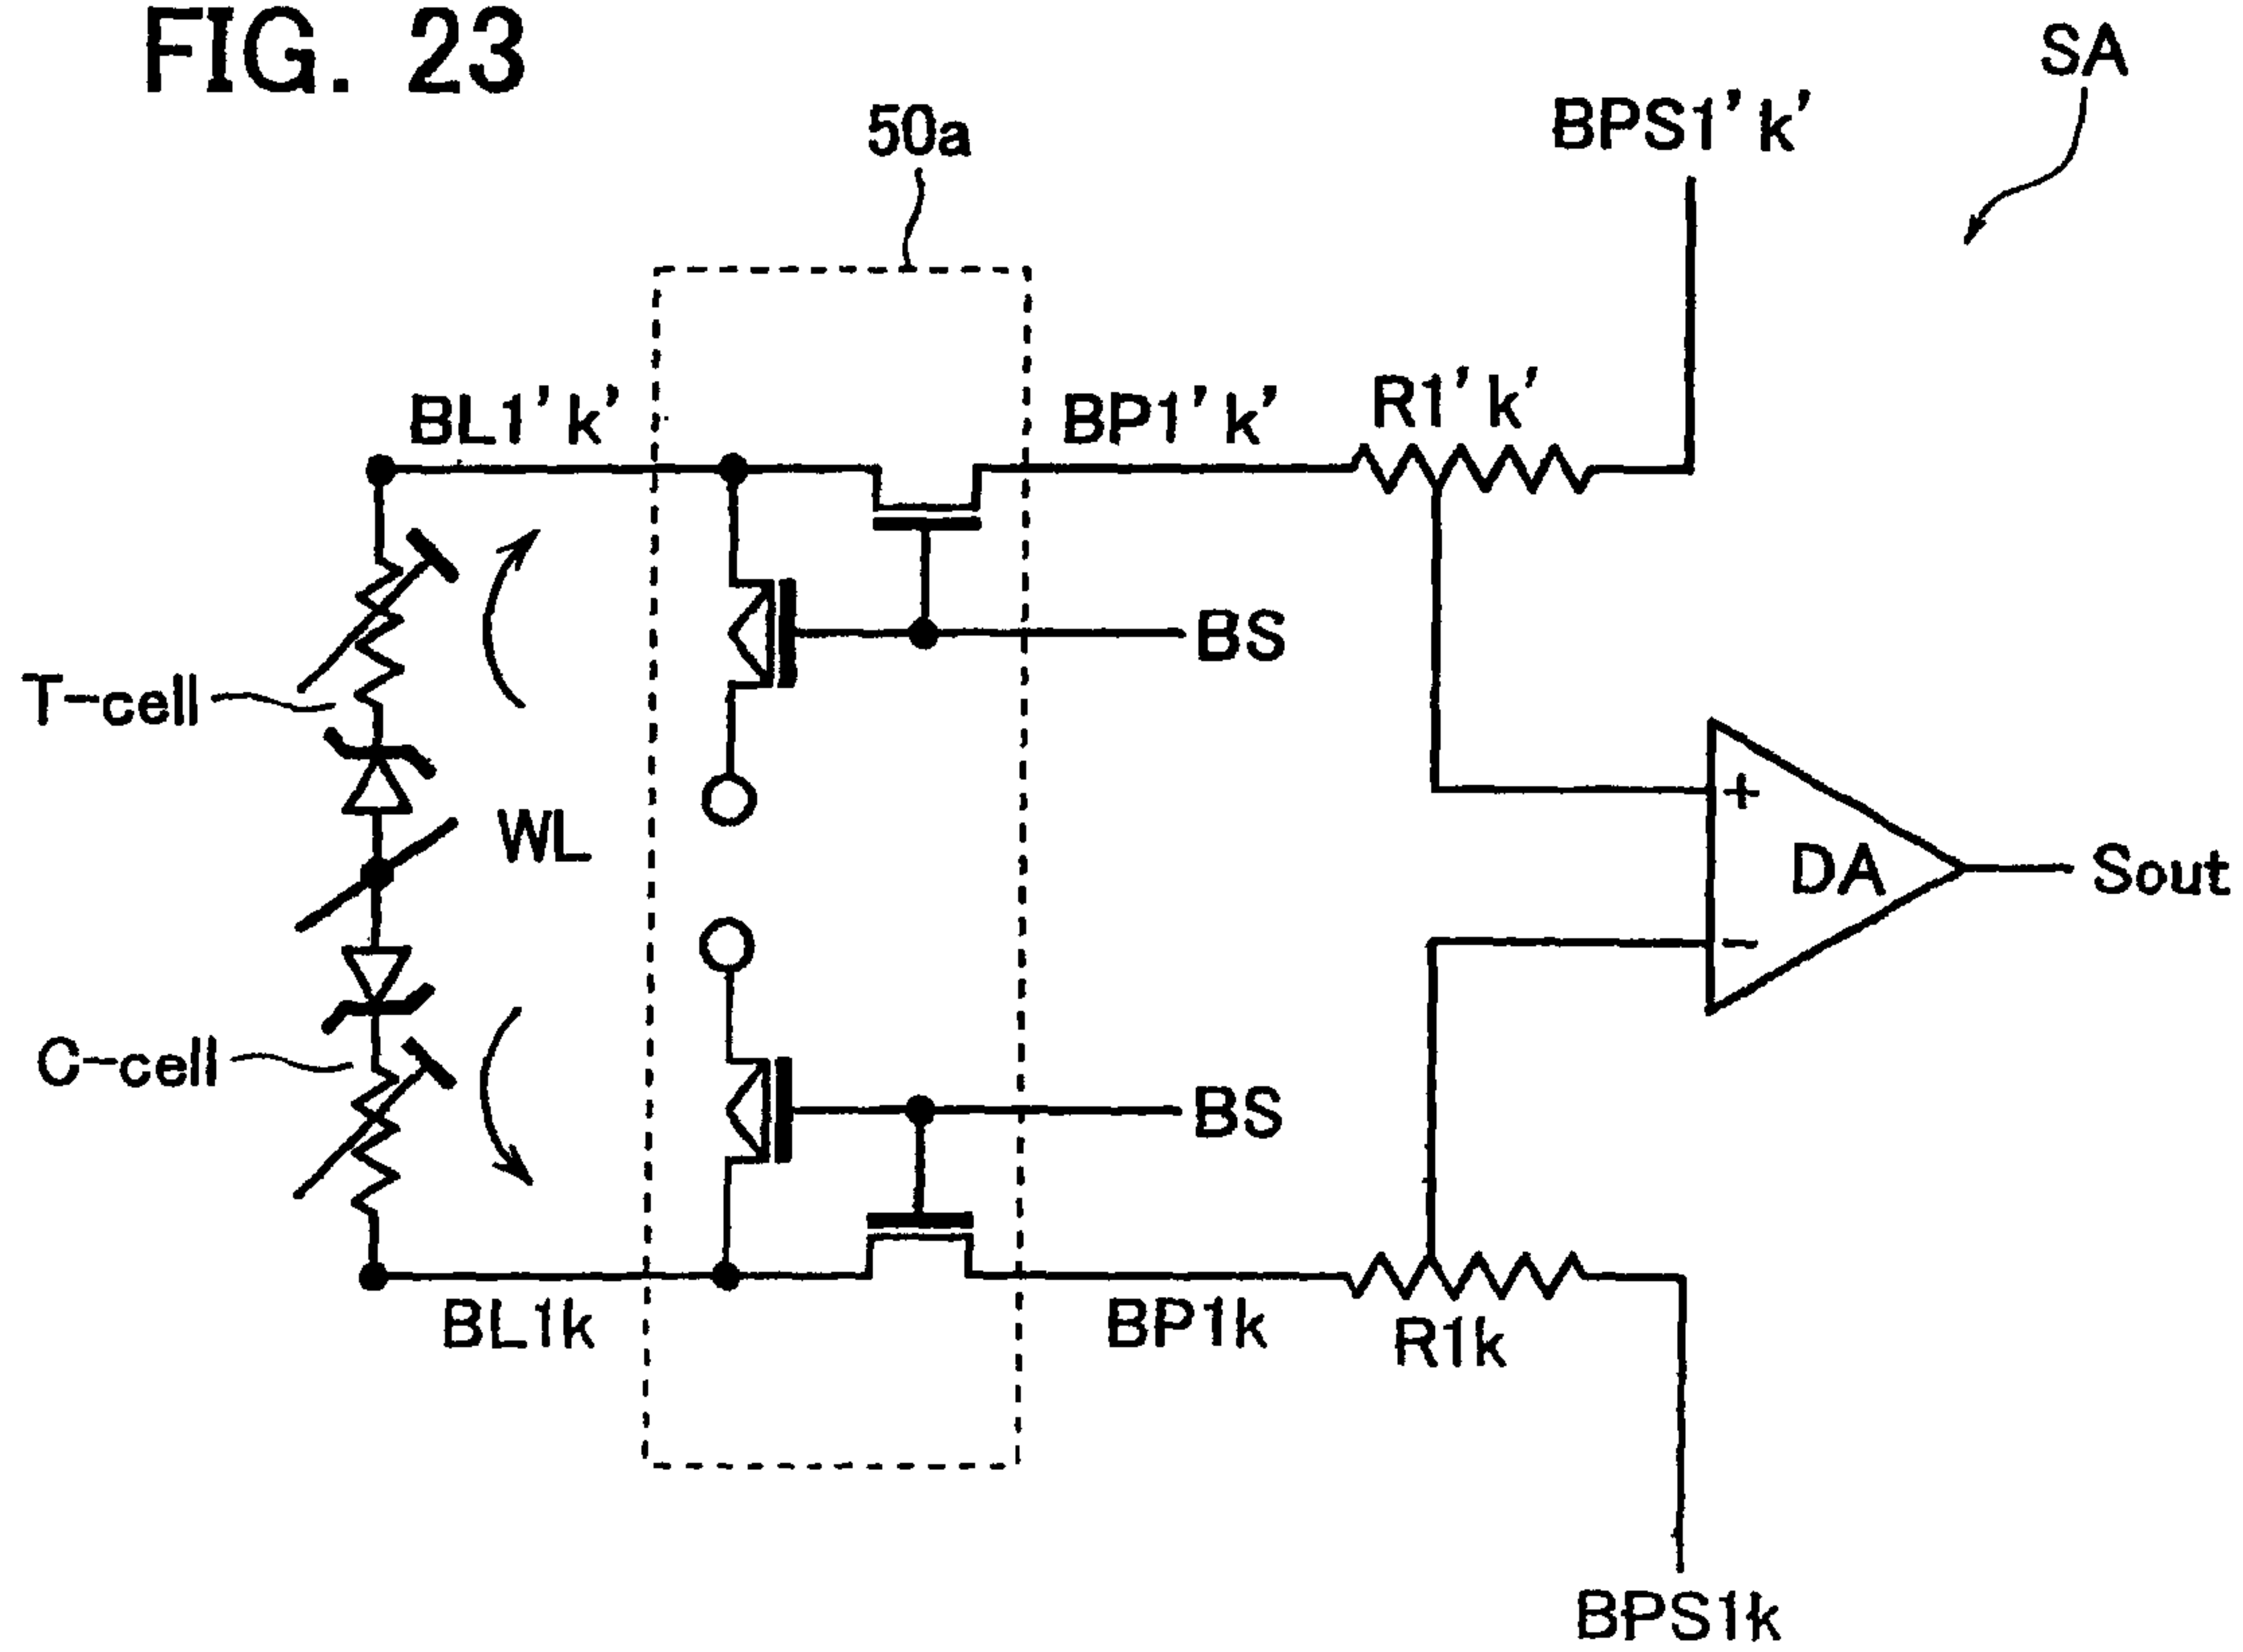 FIG. 23
SA
50a
BPS1'k'
BL1'k'
BP1'k'
R1'k'
BS
T-cell
WL
+
DA
Sout
-
C-cell
BS
BL1k
BP1k
R1k
BPS1k